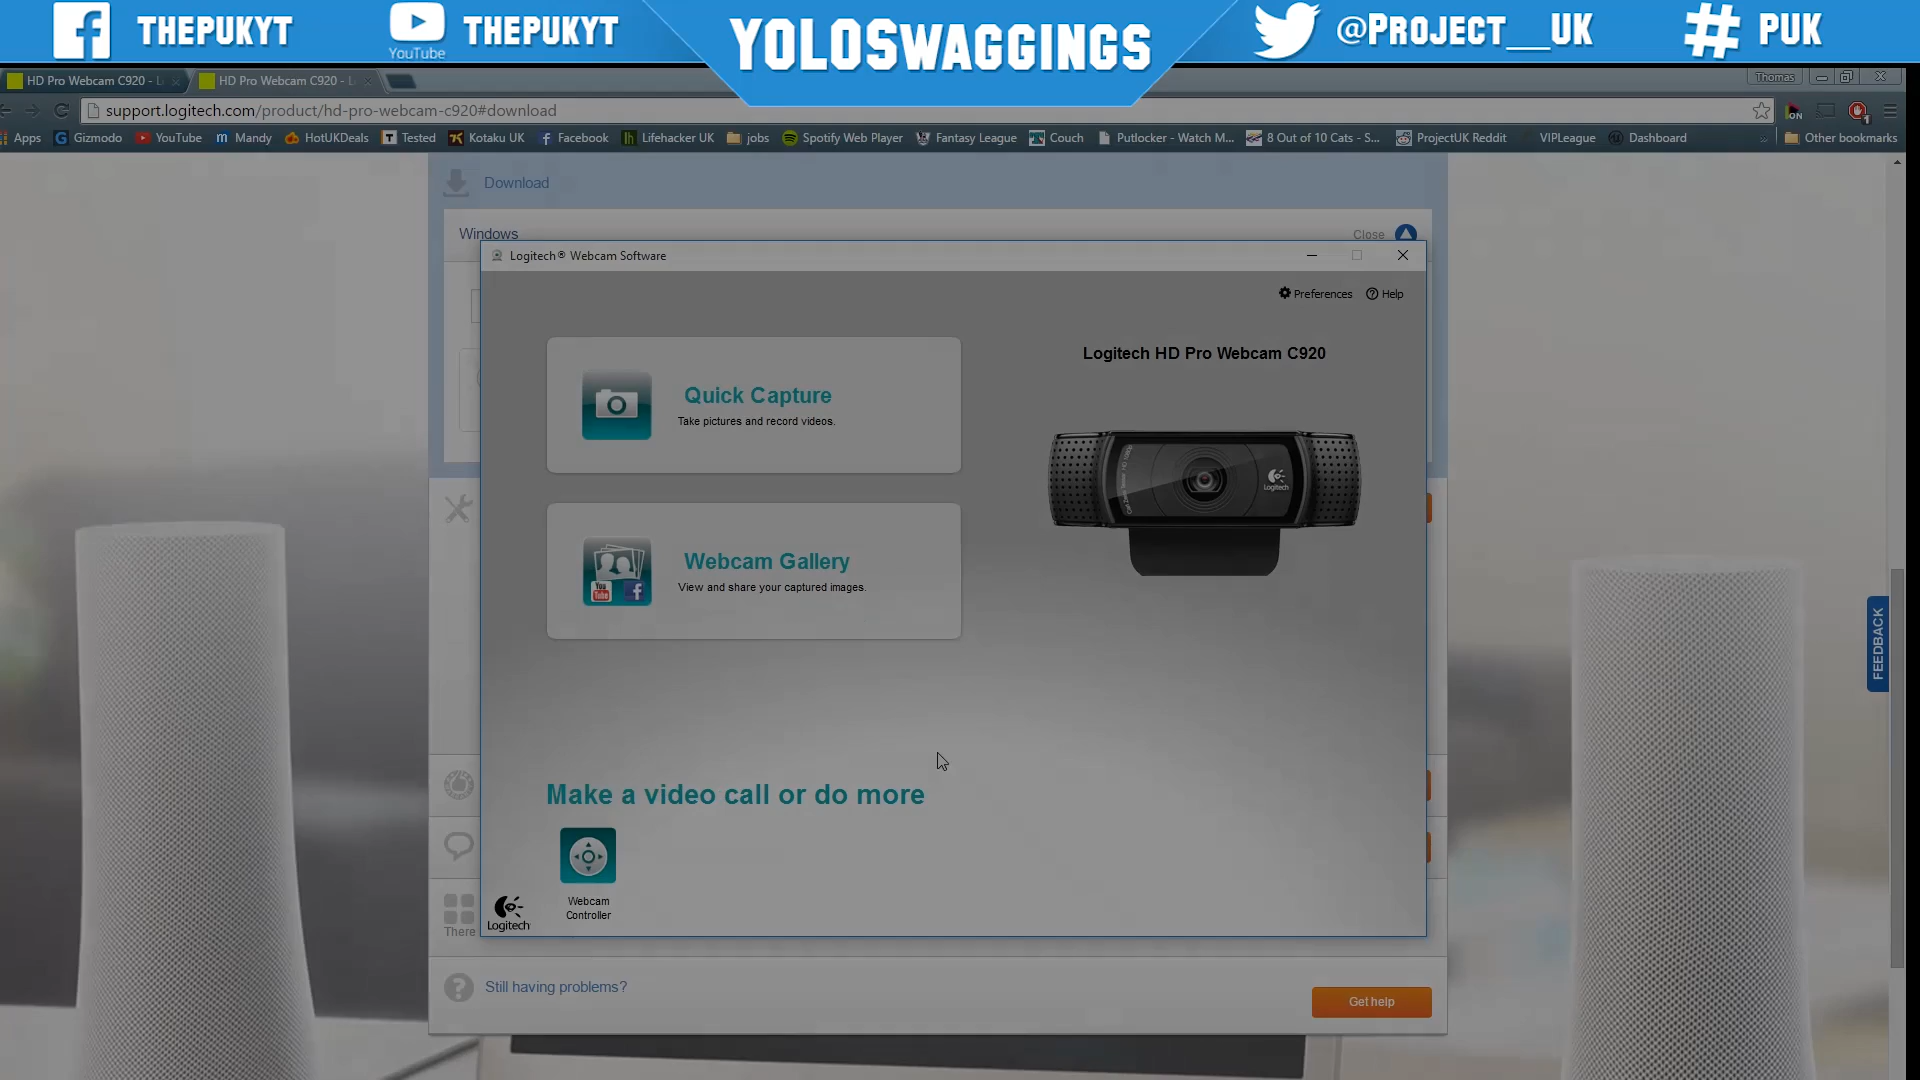 THEPUKYT
YouTube
THEPUKYT
YOLOSWAGGINGS
@PROJECT__UK
# PUK
HD Pro Webcam C920 - L
HD Pro Webcam C920 - L
Thomas
support.logitech.com/product/hd-pro-webcam-c920#download
ON
1
Apps
Gizmodo
YouTube
Mandy
HotUKDeals
Tested
Kotaku UK
Facebook
Lifehacker UK
jobs
Spotify Web Player
Fantasy League
Couch
Putlocker - Watch M...
8 Out of 10 Cats - S...
ProjectUK Reddit
VIPLeague
Dashboard
Other bookmarks
Download
Windows
Close
Logitech® Webcam Software
Preferences
Help
Logitech HD Pro Webcam C920
Quick Capture
Take pictures and record videos.
Logitech
Webcam Gallery
View and share your captured images.
You
Tube
FEEDBACK
Make a video call or do more
Webcam
Controller
Logitech
There
Still having problems?
Get help